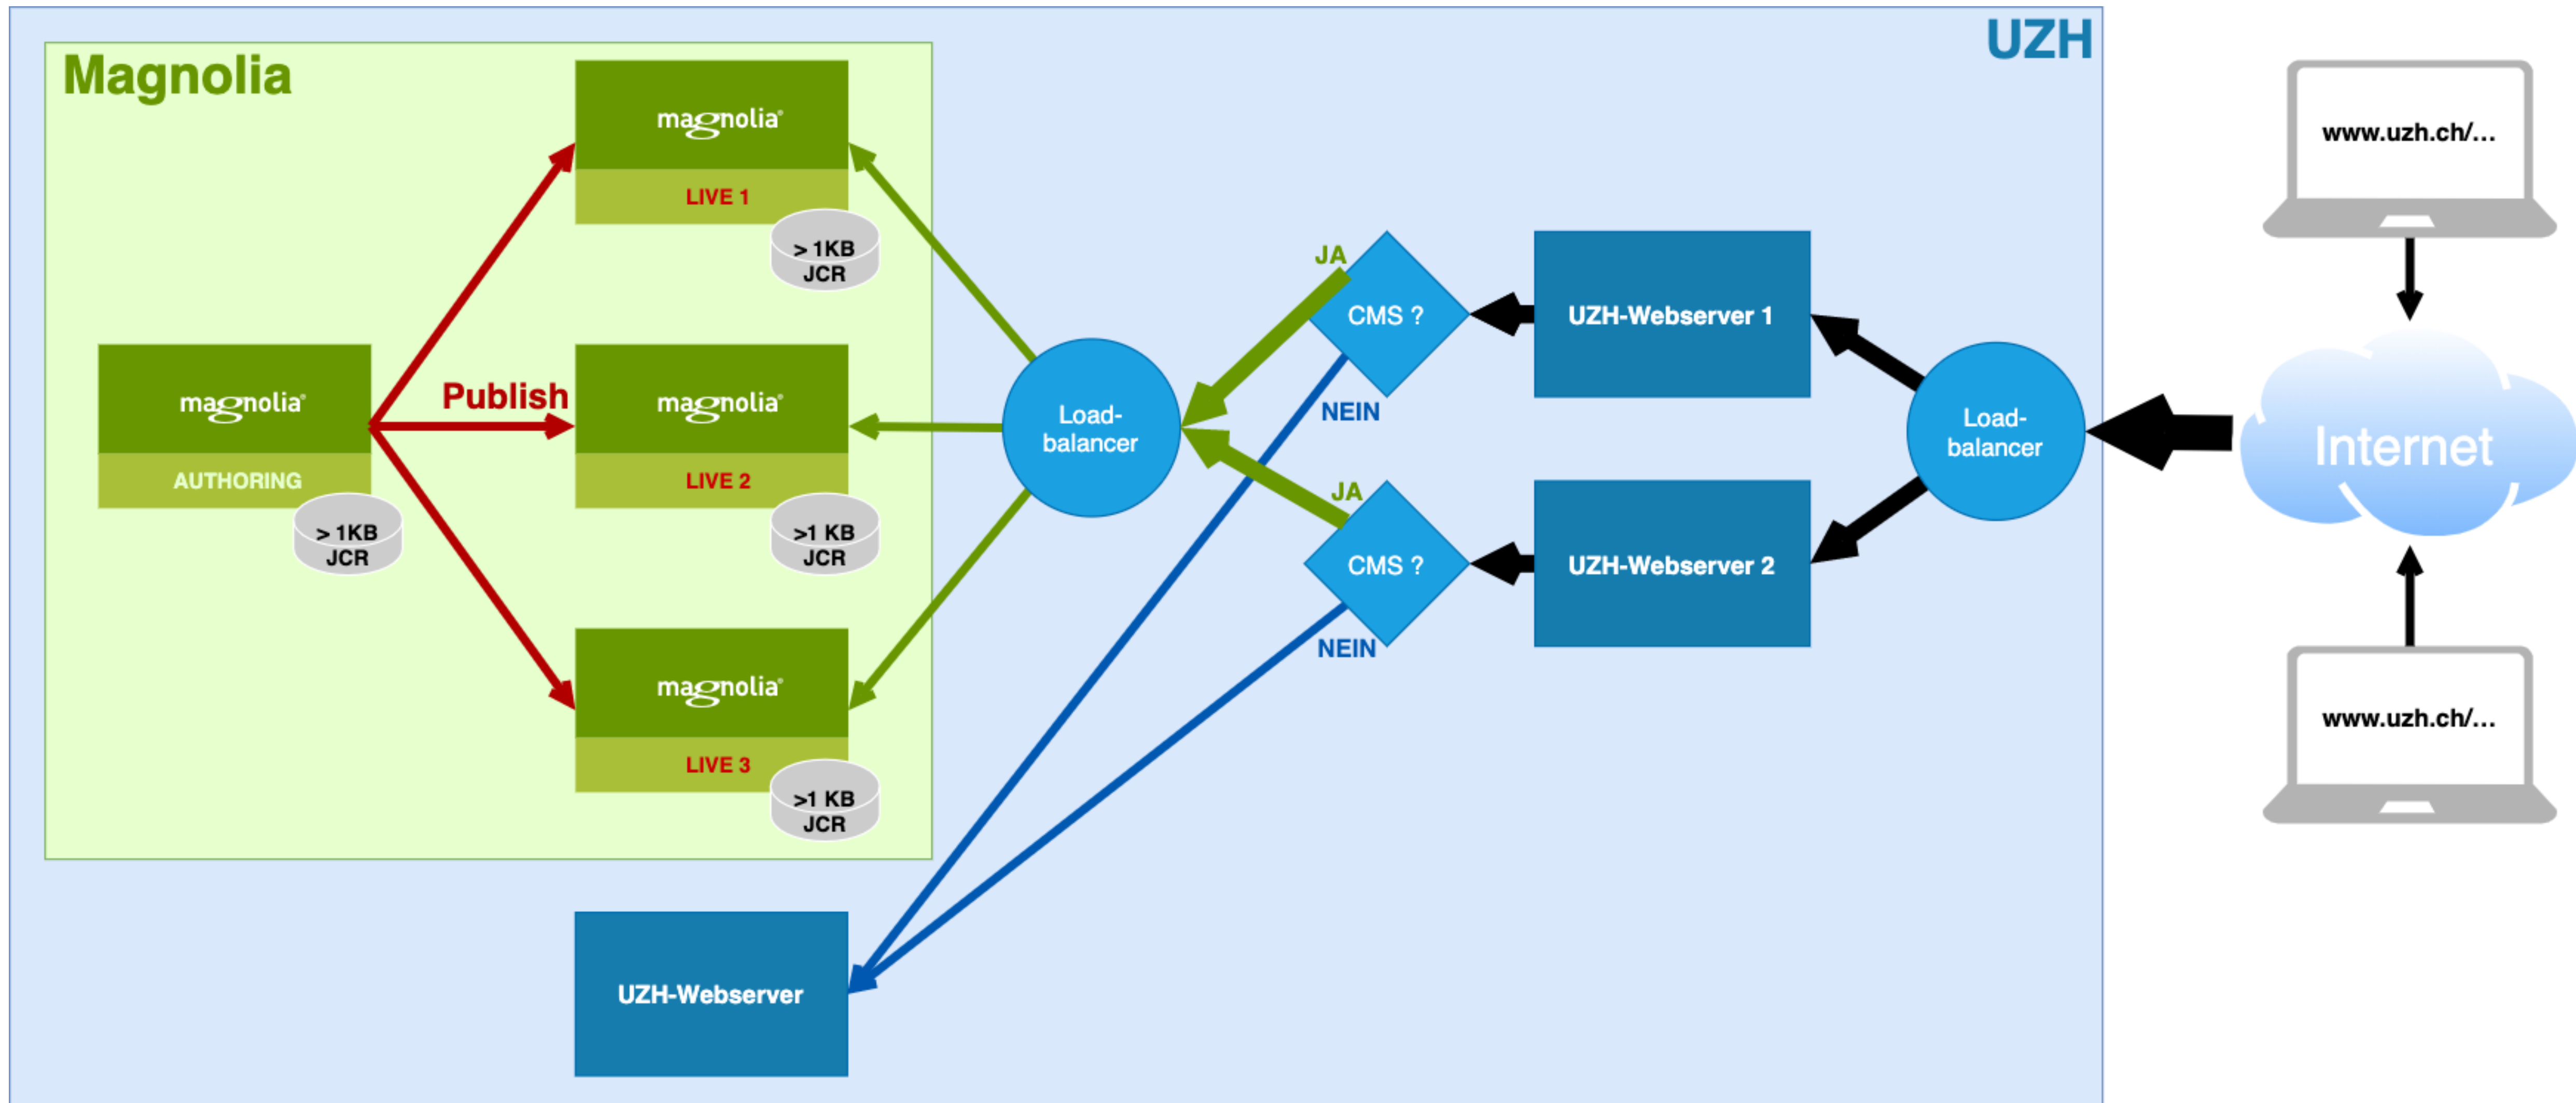 UZH
Magnolia
magnolia®
LIVE 1
> 1KB
JCR
magnolia®
AUTHORING
> 1KB
JCR
Publish
magnolia®
LIVE 2
>1 KB
JCR
magnolia®
LIVE 3
>1 KB
JCR
Load-
balancer
JA
CMS ?
NEIN
JA
CMS ?
NEIN
UZH-Webserver 1
UZH-Webserver 2
UZH-Webserver
Load-
balancer
www.uzh.ch/...
Internet
www.uzh.ch/...